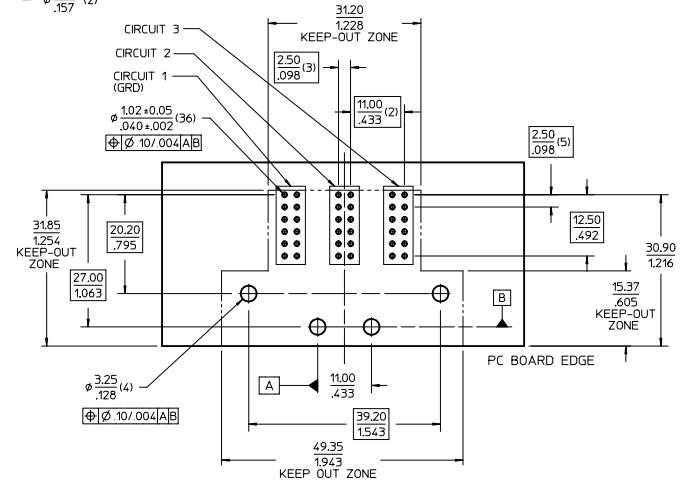 .157 (2)
31.20
1.228
KEEP-OUT ZONE
CIRCUIT 3
CIRCUIT 2
CIRCUIT 1
(GRD)
2.50
.098 (3)
11.00
.433 (2)
ø 1.02 ±0.05
.040 ±.002 (36)
⌖ Ø .10/.004 A B
2.50
.098 (5)
31.85
1.254
KEEP-OUT
ZONE
20.20
.795
27.00
1.063
12.50
.492
30.90
1.216
15.37
.605
KEEP-OUT
ZONE
B
PC BOARD EDGE
ø 3.25
.128 (4)
⌖ Ø .10/.004 A B
A
11.00
.433
39.20
1.543
49.35
1.943
KEEP OUT ZONE